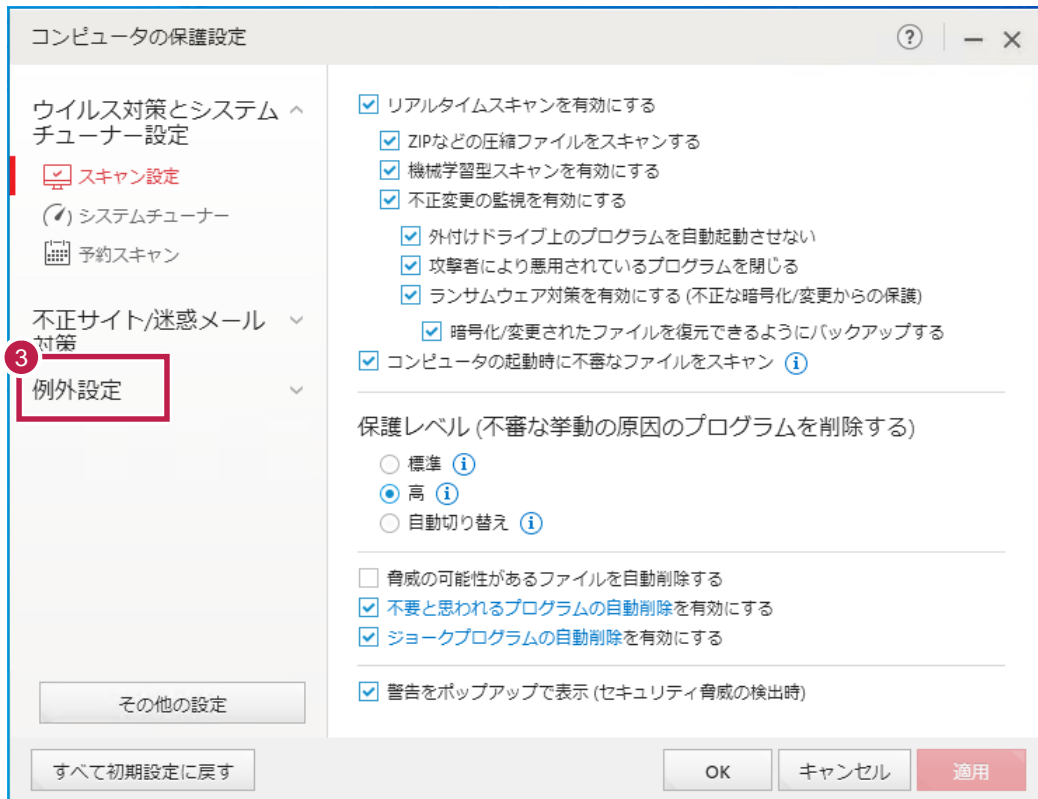 コンピュータの保護設定
ウイルス対策とシステム
チューナー設定
スキャン設定
システムチューナー
予約スキャン
不正サイト/迷惑メール
対策
3
例外設定
その他の設定
リアルタイムスキャンを有効にする
ZIPなどの圧縮ファイルをスキャンする
機械学習型スキャンを有効にする
不正変更の監視を有効にする
外付けドライブ上のプログラムを自動起動させない
攻撃者により悪用されているプログラムを閉じる
ランサムウェア対策を有効にする (不正な暗号化/変更からの保護)
暗号化/変更されたファイルを復元できるようにバックアップする
コンピュータの起動時に不審なファイルをスキャン
保護レベル (不審な挙動の原因のプログラムを削除する)
標準
高
自動切り替え
脅威の可能性があるファイルを自動削除する
不要と思われるプログラムの自動削除を有効にする
ジョークプログラムの自動削除を有効にする
警告をポップアップで表示 (セキュリティ脅威の検出時)
すべて初期設定に戻す
OK
キャンセル
適用